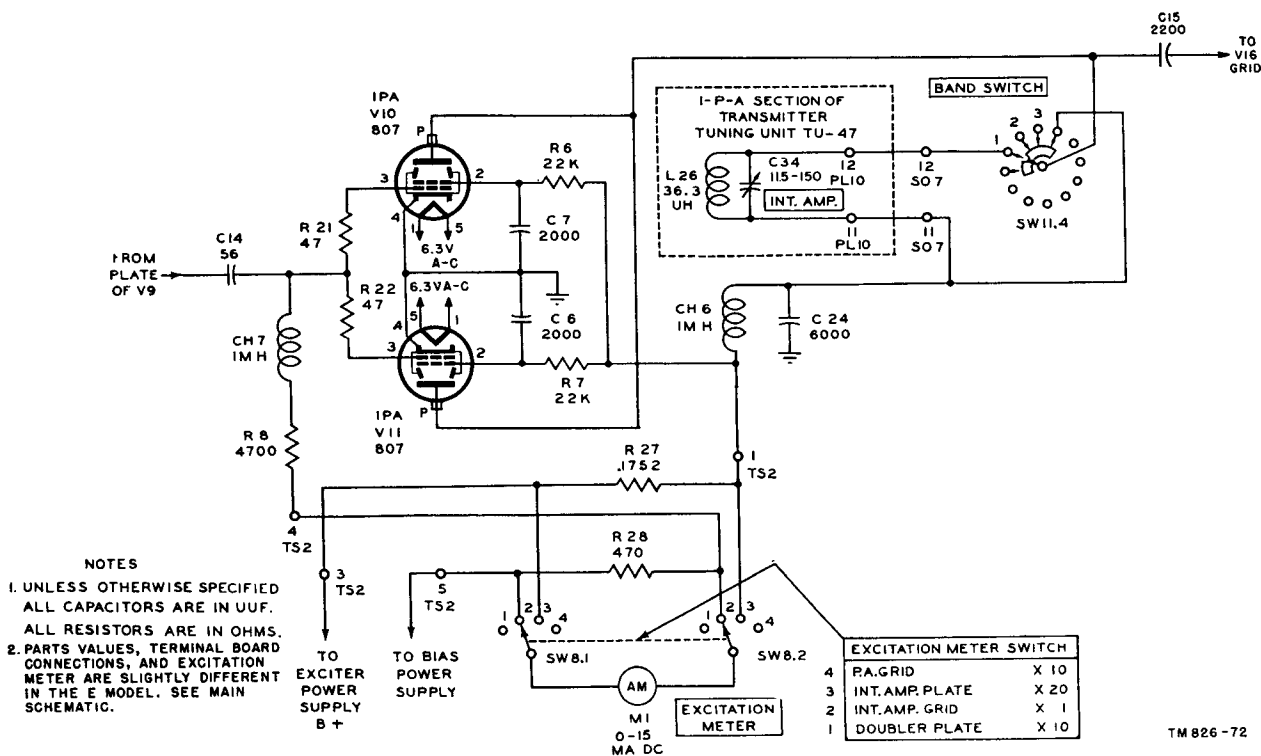 C15
2200
TO
V16
GRID
BAND SWITCH
1
2
3
SW11,4
I-P-A SECTION OF
TRANSMITTER
TUNING UNIT TU-47
L26
36.3
UH
C34
11.5-150
INT. AMP.
12
PL10
12
SO7
11
PL10
11
SO7
IPA
V10
807
P
3
2
4
1
5
6.3V
A-C
R6
22K
C7
2000
R21
47
C14
56
FROM
PLATE
OF V9
R22
47
6.3VA-C
5
1
4
3
2
C6
2000
R7
22K
P
IPA
V11
807
CH7
1MH
R8
4700
CH6
1MH
C24
6000
R27
.1752
1
TS2
4
TS2
R28
470
3
TS2
5
TS2
1
2
3
4
SW8.1
1
2
3
4
SW8.2
TO
EXCITER
POWER
SUPPLY
B+
TO BIAS
POWER
SUPPLY
AM
M1
0-15
MA DC
EXCITATION
METER
NOTES
1. UNLESS OTHERWISE SPECIFIED
ALL CAPACITORS ARE IN UUF.
ALL RESISTORS ARE IN OHMS.
2. PARTS VALUES, TERMINAL BOARD
CONNECTIONS, AND EXCITATION
METER ARE SLIGHTLY DIFFERENT
IN THE E MODEL. SEE MAIN
SCHEMATIC.
EXCITATION METER SWITCH
4 P.A.GRID X 10
3 INT.AMP.PLATE X 20
2 INT.AMP.GRID X 1
1 DOUBLER PLATE X 10
TM826-72